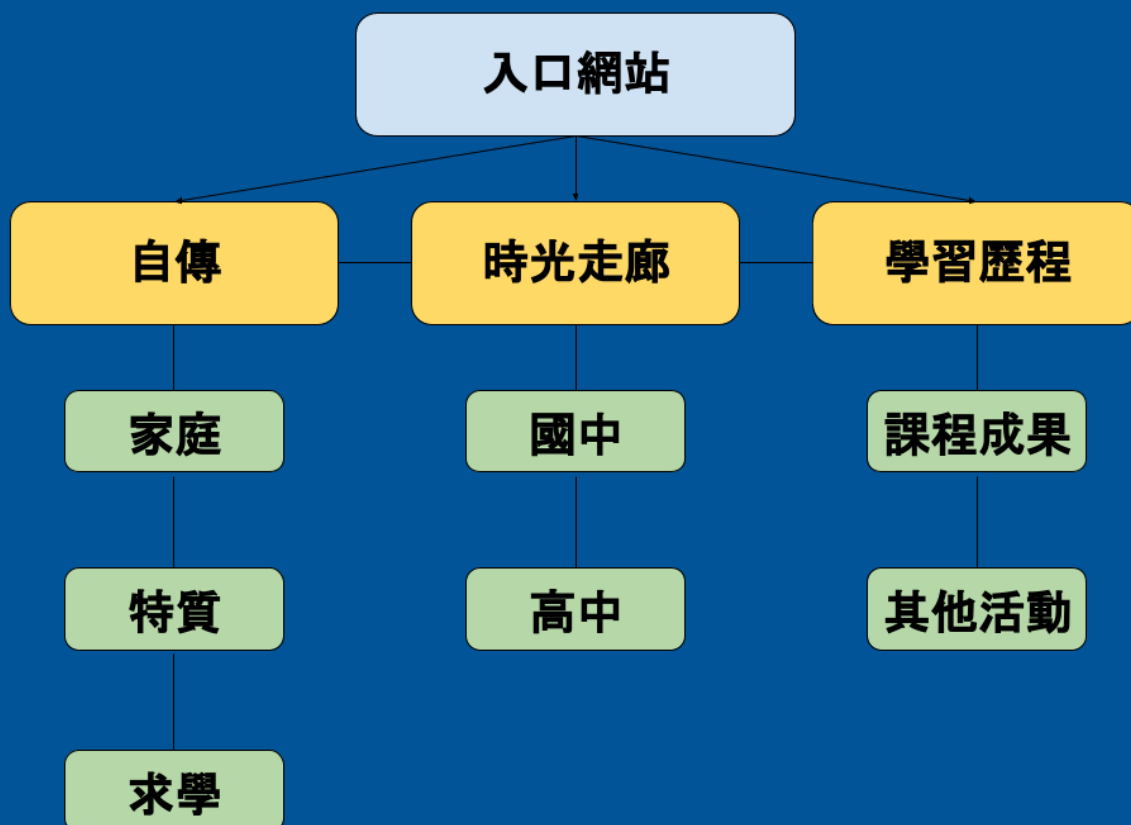 入口網站
自傳
時光走廊
學習歷程
家庭
國中
課程成果
特質
高中
其他活動
求學